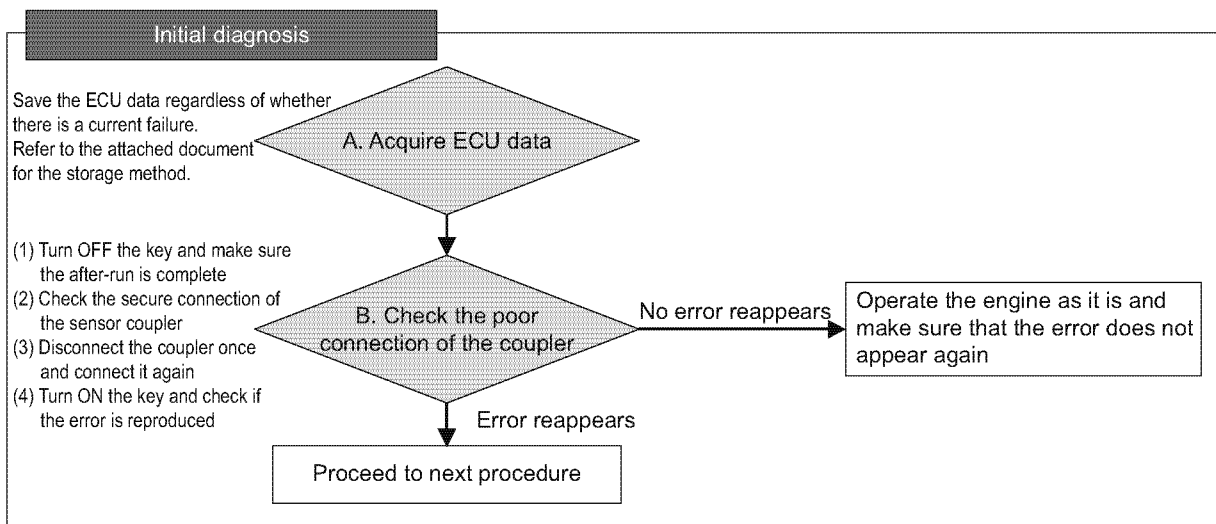 Initial diagnosis
Save the ECU data regardless of whether
there is a current failure.
Refer to the attached document
for the storage method.
A. Acquire ECU data
(1) Turn OFF the key and make sure
the after-run is complete
(2) Check the secure connection of
the sensor coupler
(3) Disconnect the coupler once
and connect it again
(4) Turn ON the key and check if
the error is reproduced
B. Check the poor
connection of the coupler
No error reappears
Operate the engine as it is and
make sure that the error does not
appear again
Error reappears
Proceed to next procedure